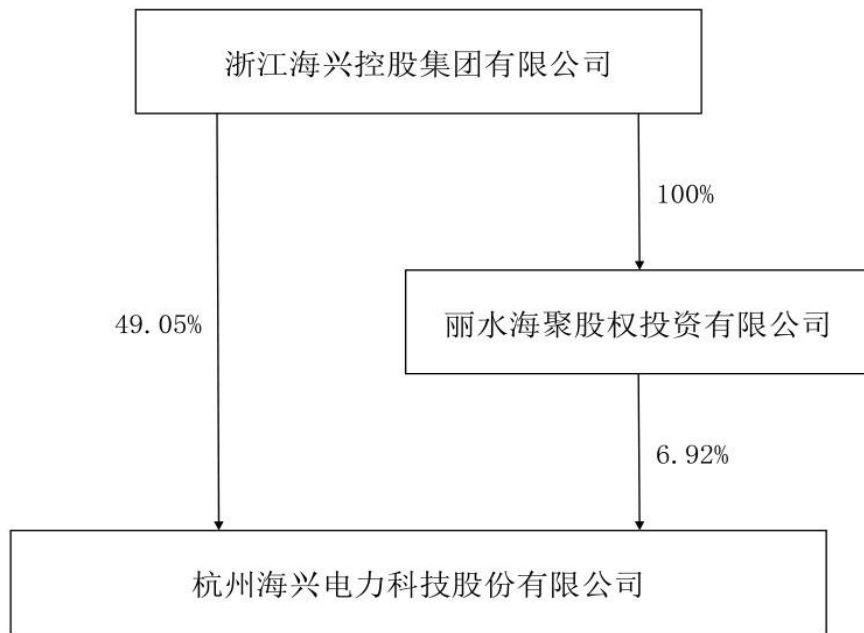 浙江海兴控股集团有限公司
100%
49.05%
丽水海聚股权投资有限公司
6.92%
杭州海兴电力科技股份有限公司